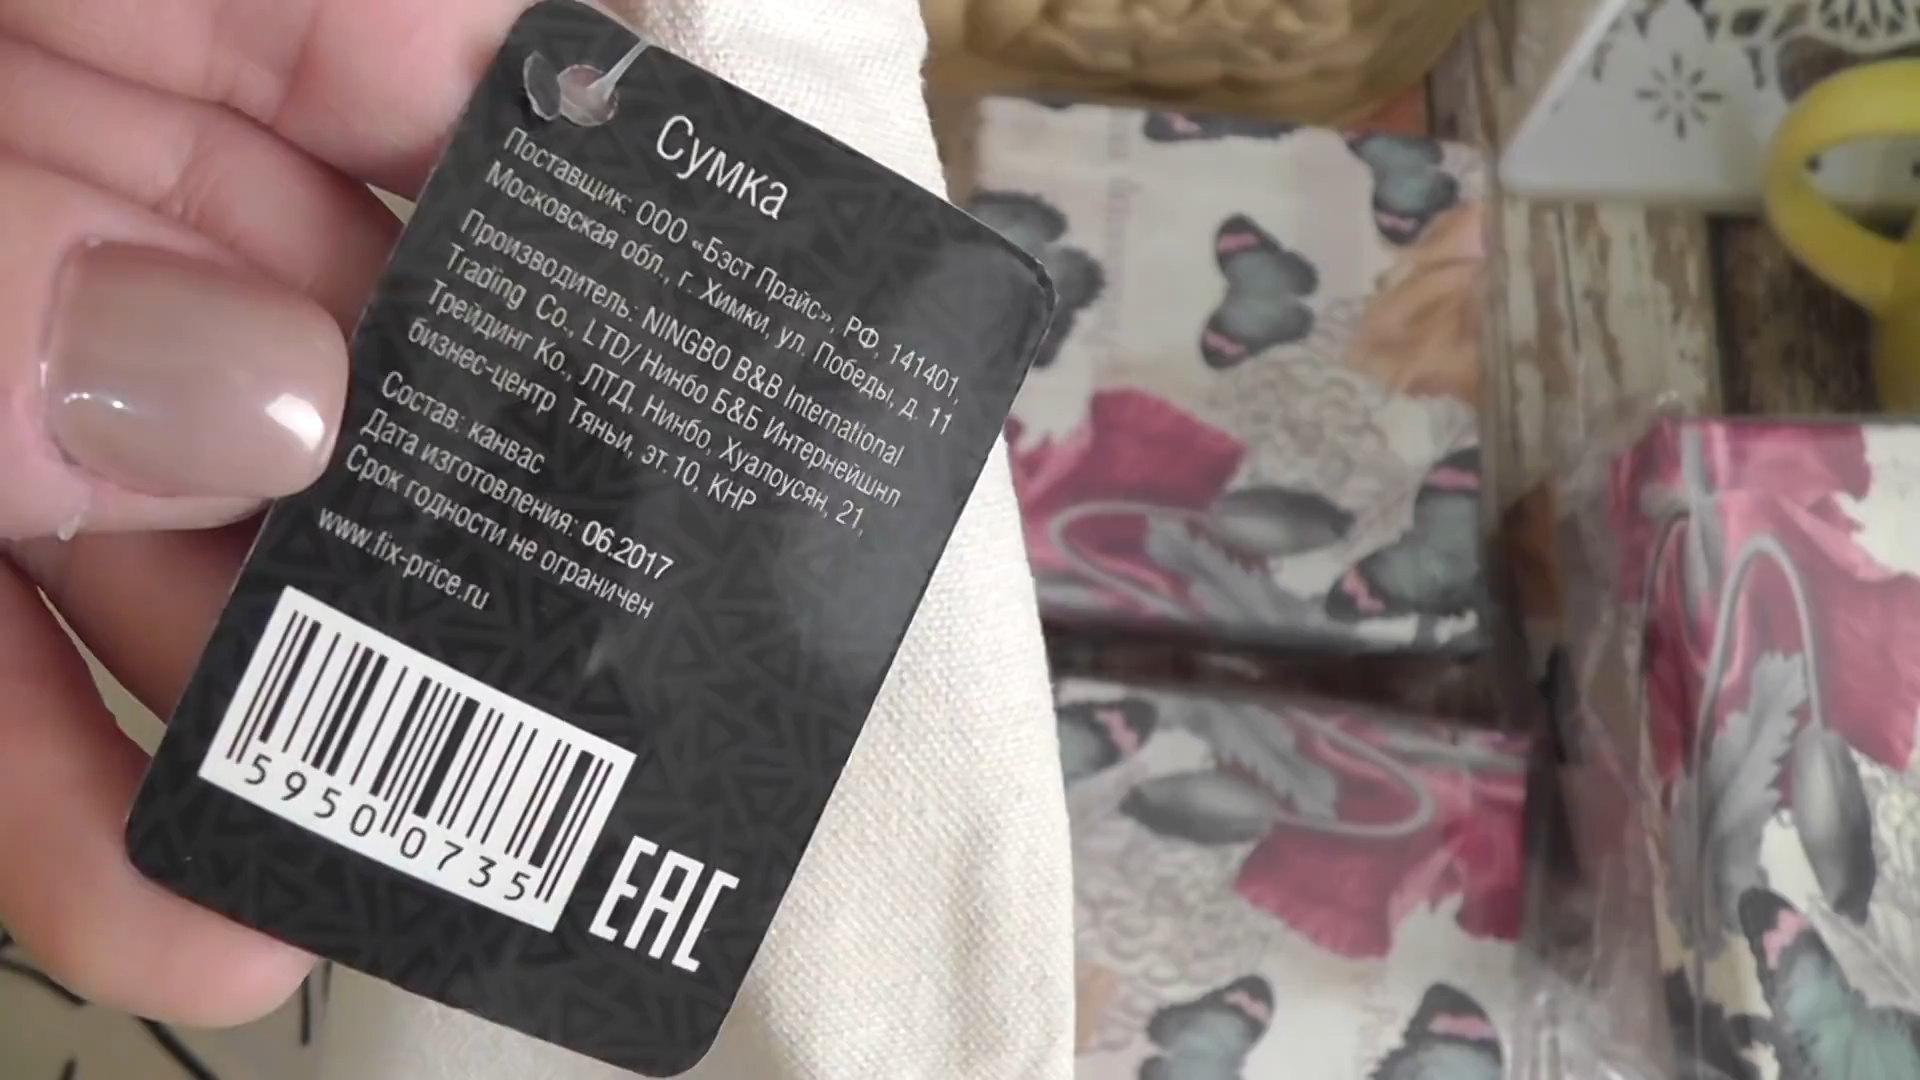 Сумка
Поставщик: ООО «Бэст Прайс», РФ, 141401,
Московская обл., г. Химки, ул. Победы, д. 11
Производитель: NINGBO B&B International
Trading Co., LTD/ Нинбо Б&Б Интернейшнл
Трейдинг Ко., ЛТД, Нинбо, Хуалоусян, 21,
бизнес-центр Тяньи, эт. 10, КНР
Состав: канвас
Дата изготовления: 06.2017
Срок годности не ограничен
www.fix-price.ru
5950 0735
EAC